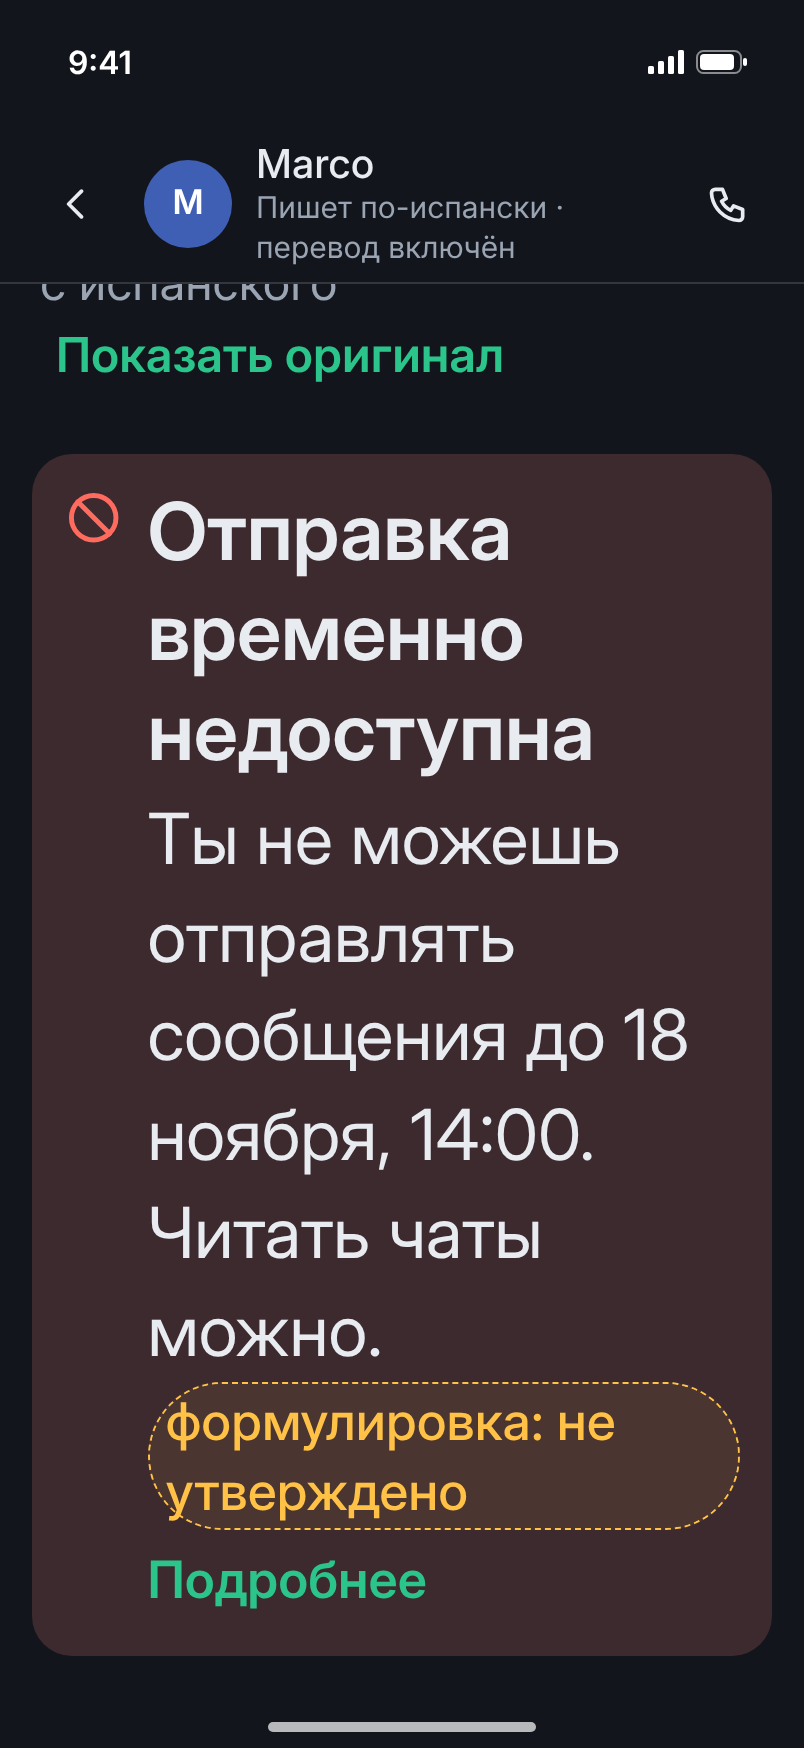 9:41
M
Marco
Пишет по-испански ·
перевод включён
с испанского
Показать оригинал
Отправка
временно
недоступна
Ты не можешь
отправлять
сообщения до 18
ноября, 14:00.
Читать чаты
можно.
формулировка: не
утверждено
Подробнее